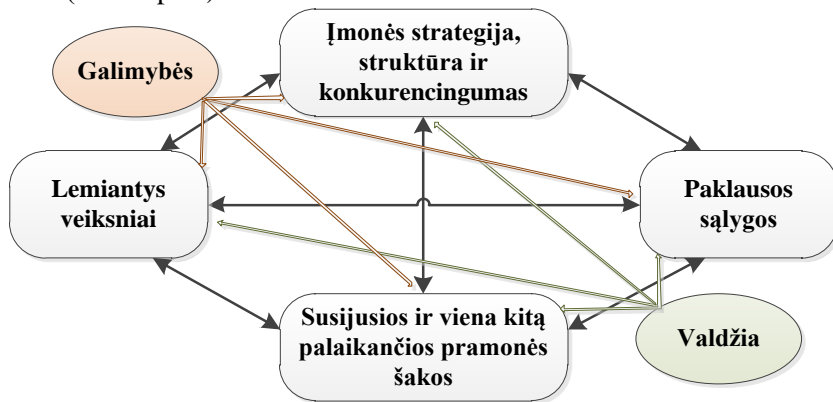 Įmonės strategija,
struktūra ir
konkurencingumas
Galimybės
Lemiantys
veiksniai
Paklausos
sąlygos
Susijusios ir viena kitą
palaikančios pramonės
šakos
Valdžia